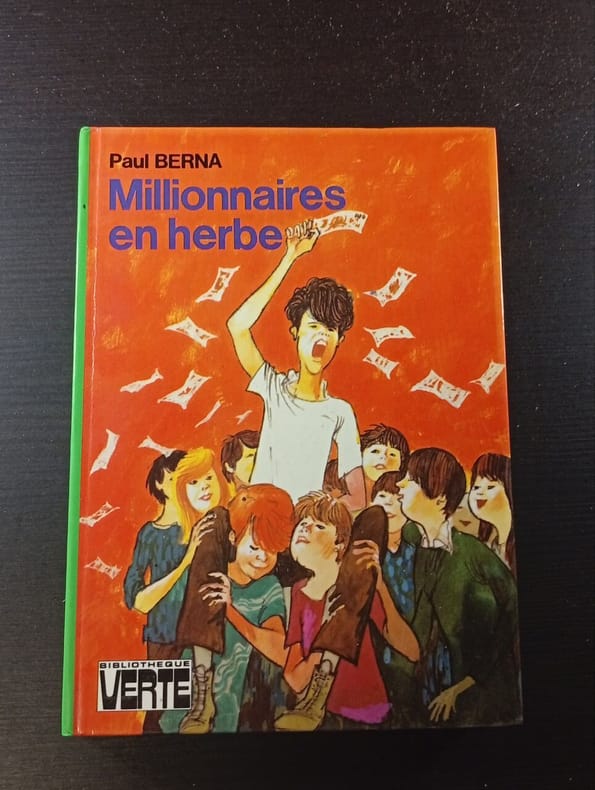 Paul BERNA
Millionnaires
en herbe
BIBLIOTHEQUE
VERTE